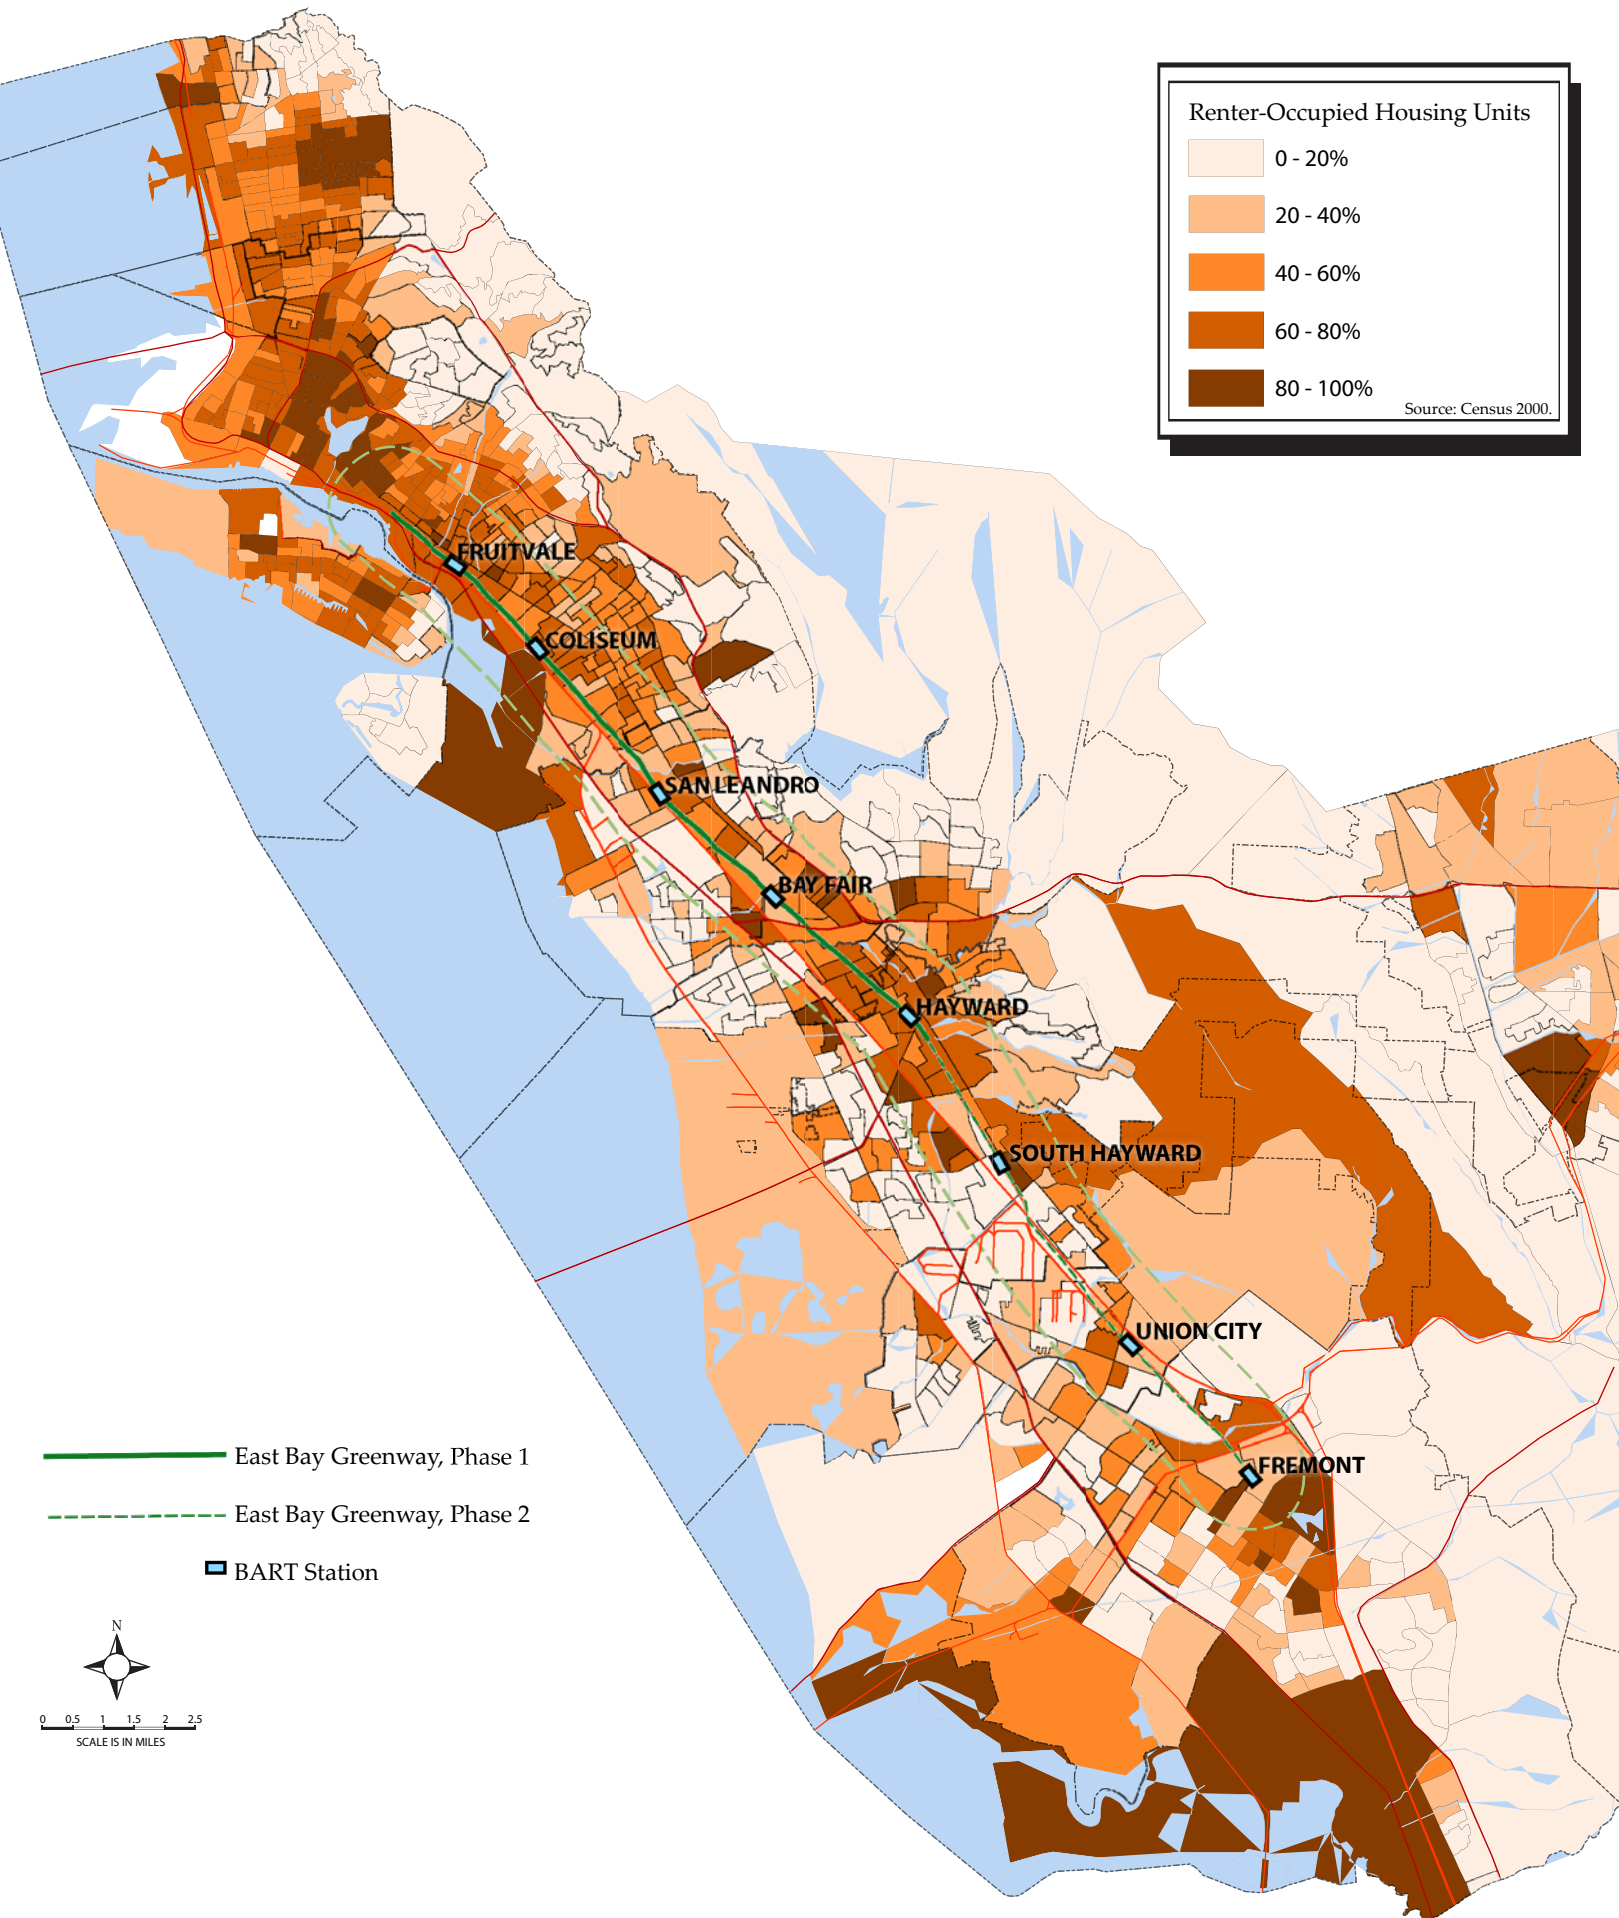 Renter-Occupied Housing Units
0 - 20%
20 - 40%
40 - 60%
60 - 80%
80 - 100%
Source: Census 2000.
FRUITVALE
COLISEUM
SAN LEANDRO
BAY FAIR
HAYWARD
SOUTH HAYWARD
UNION CITY
FREMONT
East Bay Greenway, Phase 1
East Bay Greenway, Phase 2
BART Station
N
0 0.5 1 1.5 2 2.5
SCALE IS IN MILES